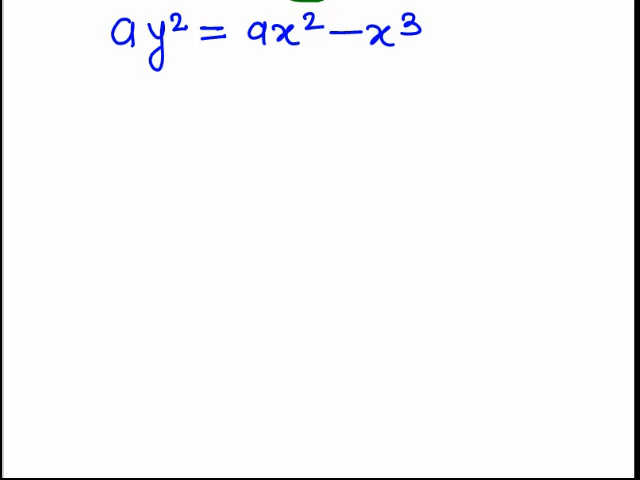 ay² = ax² – x³